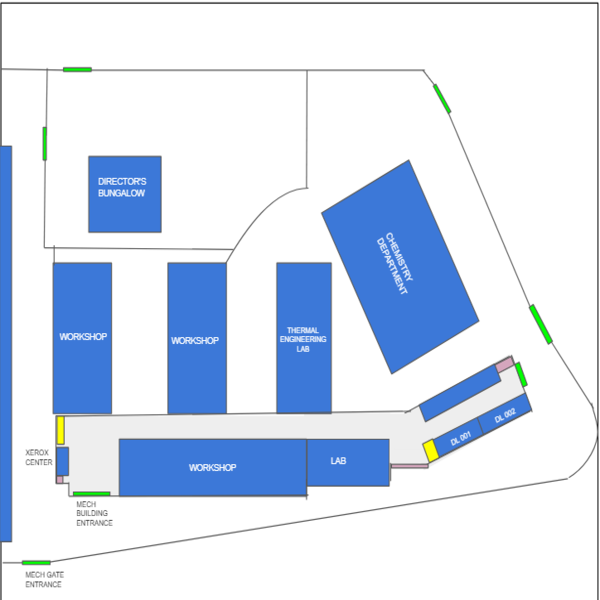 DIRECTOR'S
BUNGALOW
CHEMISTRY
DEPARTMENT
WORKSHOP
WORKSHOP
THERMAL
ENGINEERING
LAB
DL 001
DL 002
XEROX
CENTER
WORKSHOP
LAB
MECH
BUILDING
ENTRANCE
MECH GATE
ENTRANCE